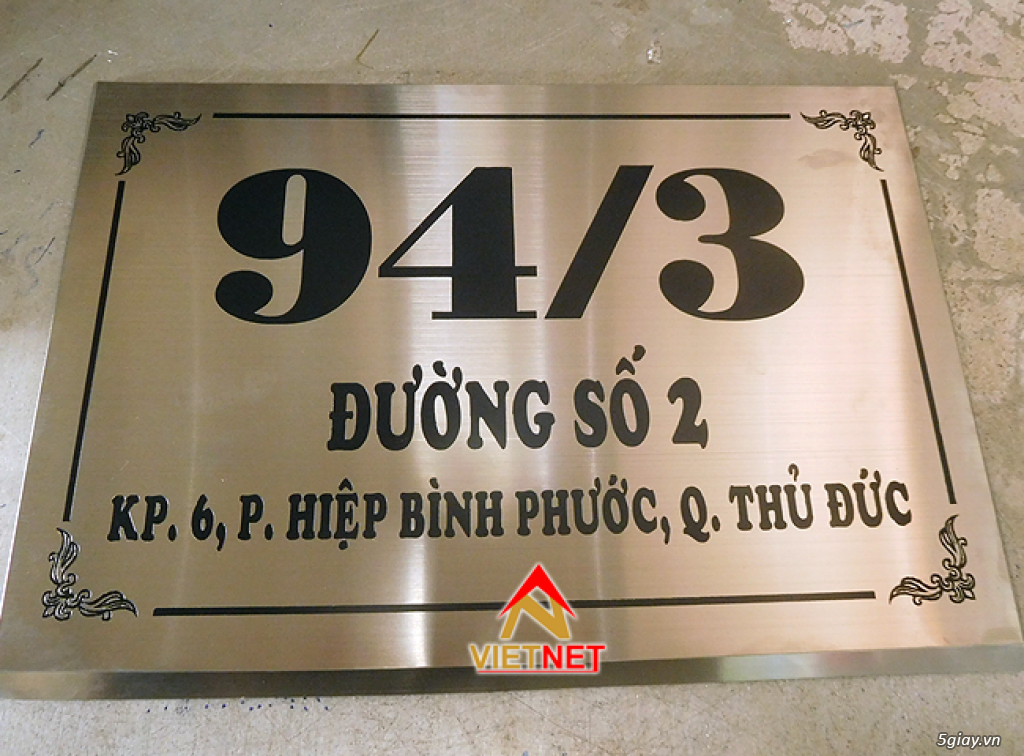 94/3
ĐƯỜNG SỐ 2
KP. 6, P. HIỆP BÌNH PHƯỚC, Q. THỦ ĐỨC
VIETNET
5giay.vn